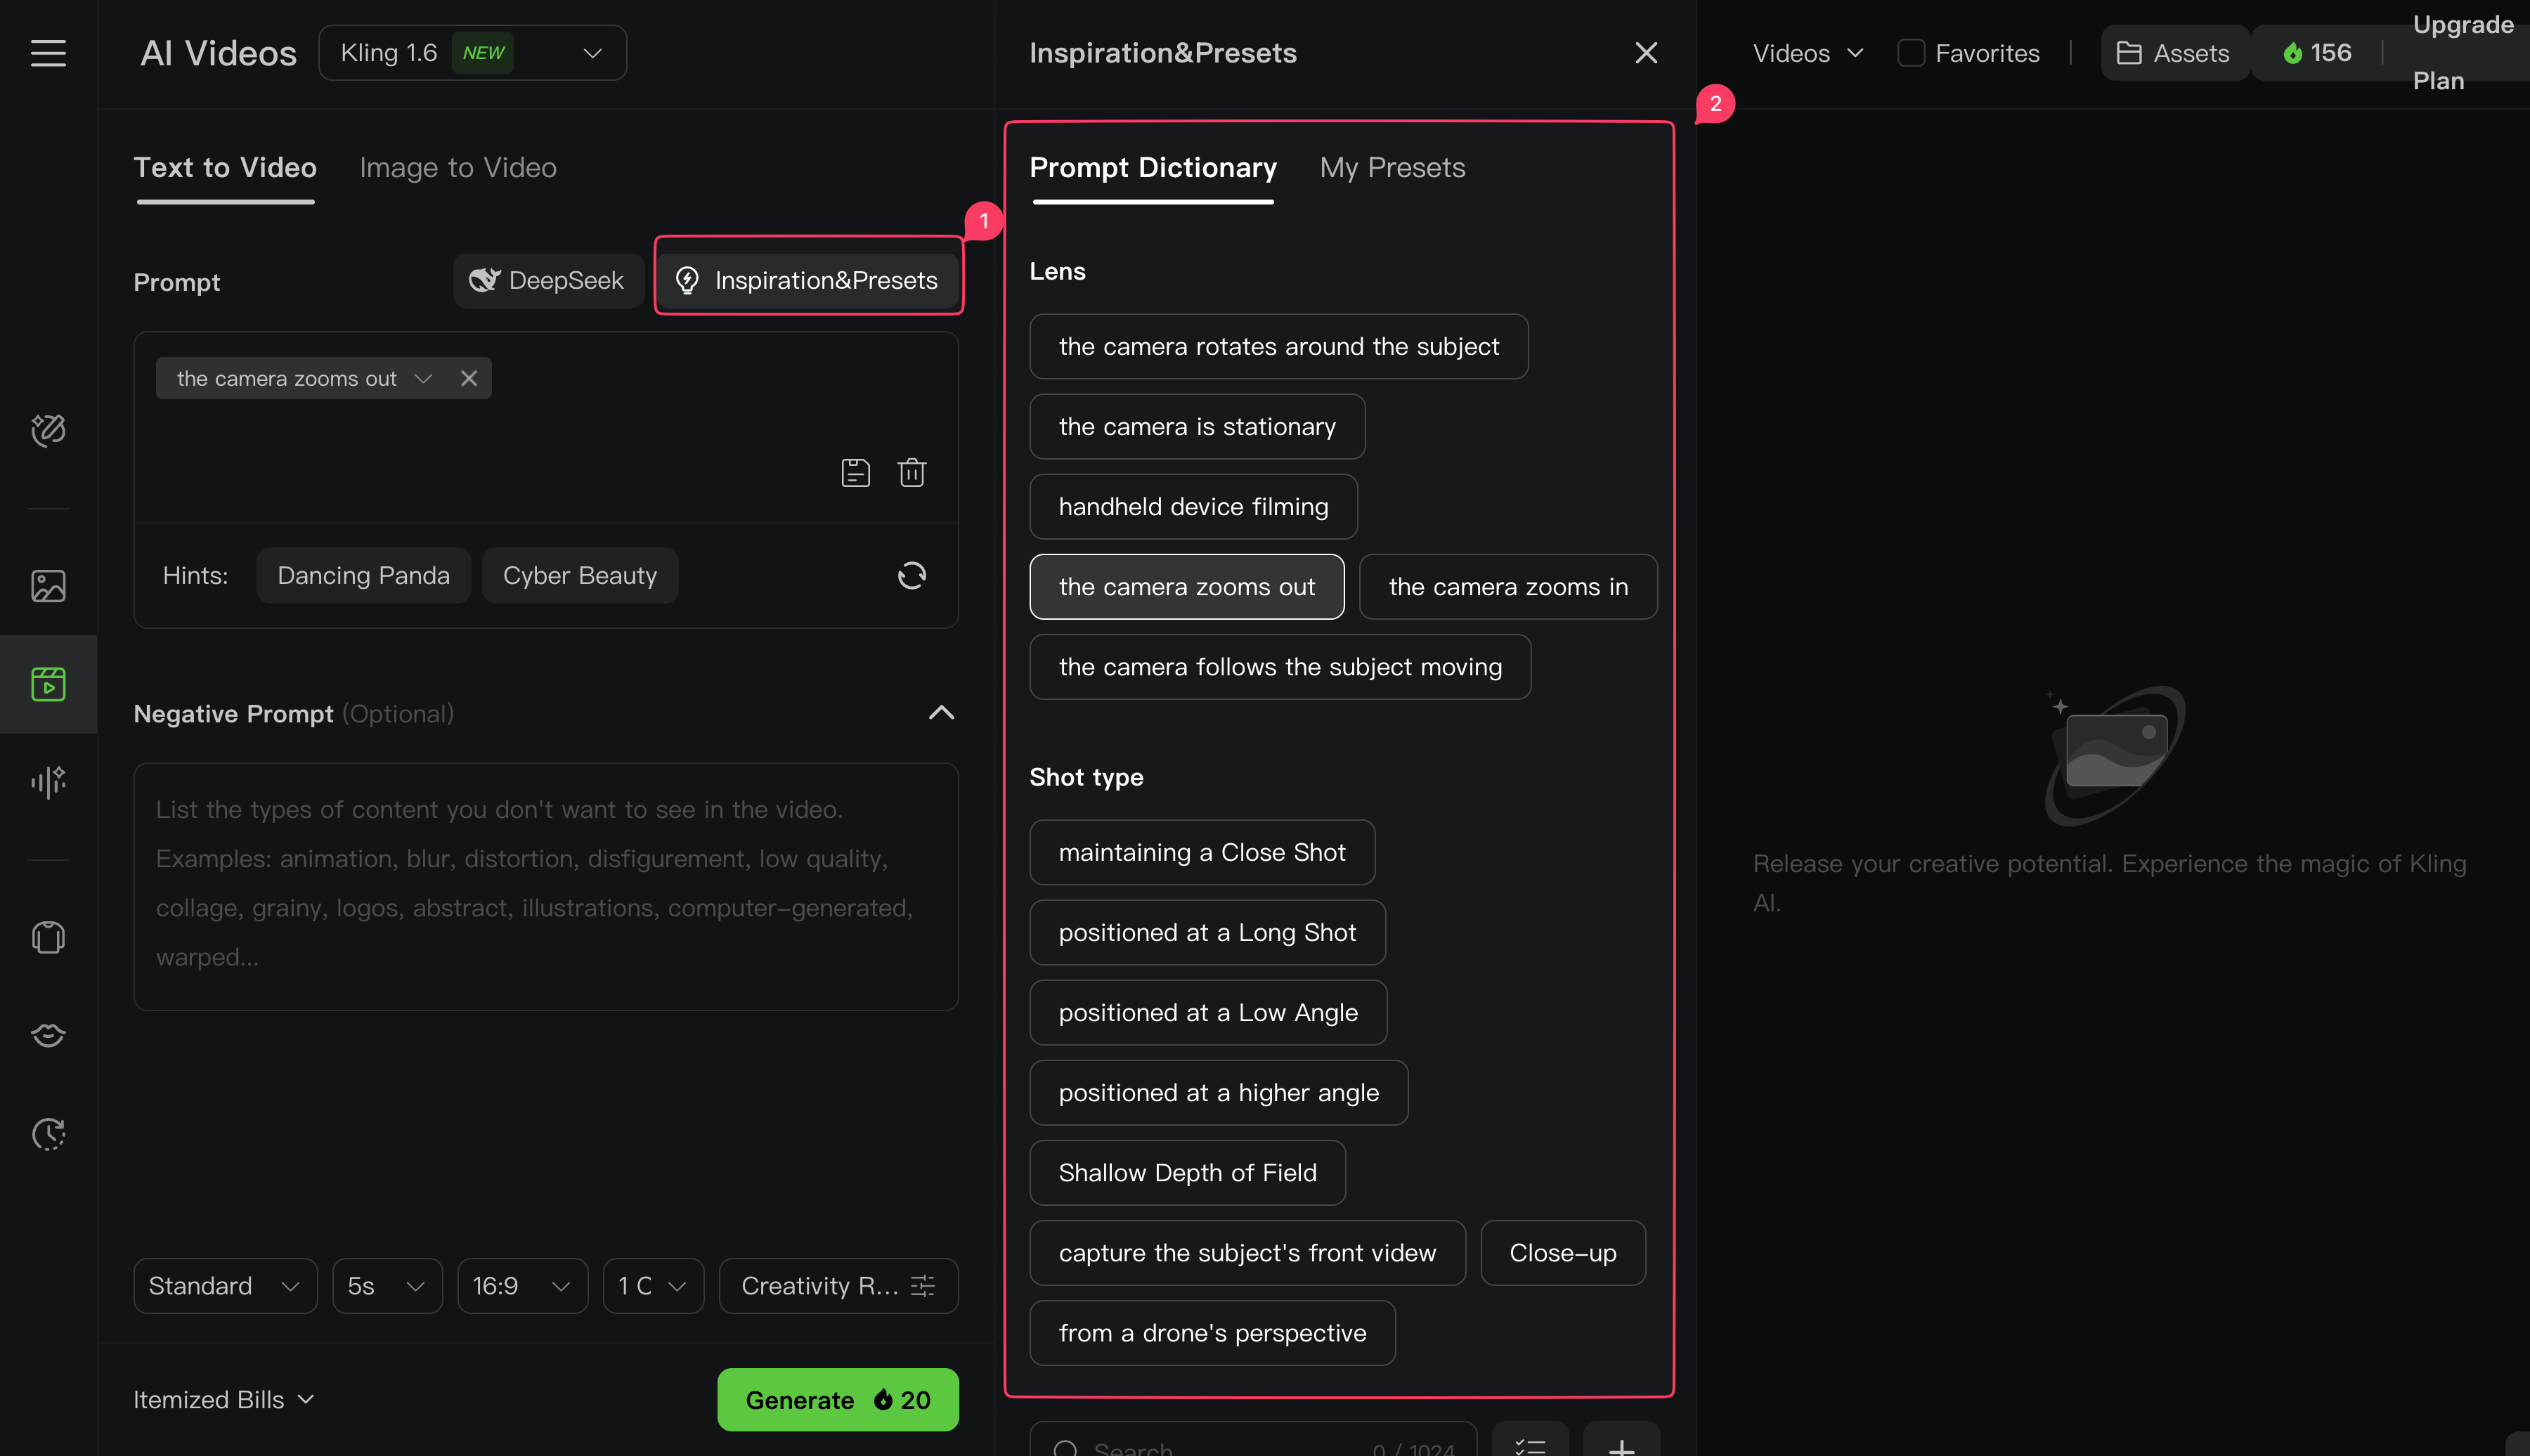 AI Videos
Kling 1.6 NEW
Text to Video
Image to Video
Prompt
DeepSeek
Inspiration&Presets
1
the camera zooms out
Hints:
Dancing Panda
Cyber Beauty
Negative Prompt (Optional)
List the types of content you don't want to see in the video.
Examples: animation, blur, distortion, disfigurement, low quality,
collage, grainy, logos, abstract, illustrations, computer-generated,
warped...
Standard
5s
16:9
1 C
Creativity R...
Itemized Bills
Generate 20
Inspiration&Presets
2
Prompt Dictionary
My Presets
Lens
the camera rotates around the subject
the camera is stationary
handheld device filming
the camera zooms out
the camera zooms in
the camera follows the subject moving
Shot type
maintaining a Close Shot
positioned at a Long Shot
positioned at a Low Angle
positioned at a higher angle
Shallow Depth of Field
capture the subject's front videw
Close-up
from a drone's perspective
Search
0 / 1024
Videos
Favorites
Assets
156
Upgrade
Plan
Release your creative potential. Experience the magic of Kling
AI.